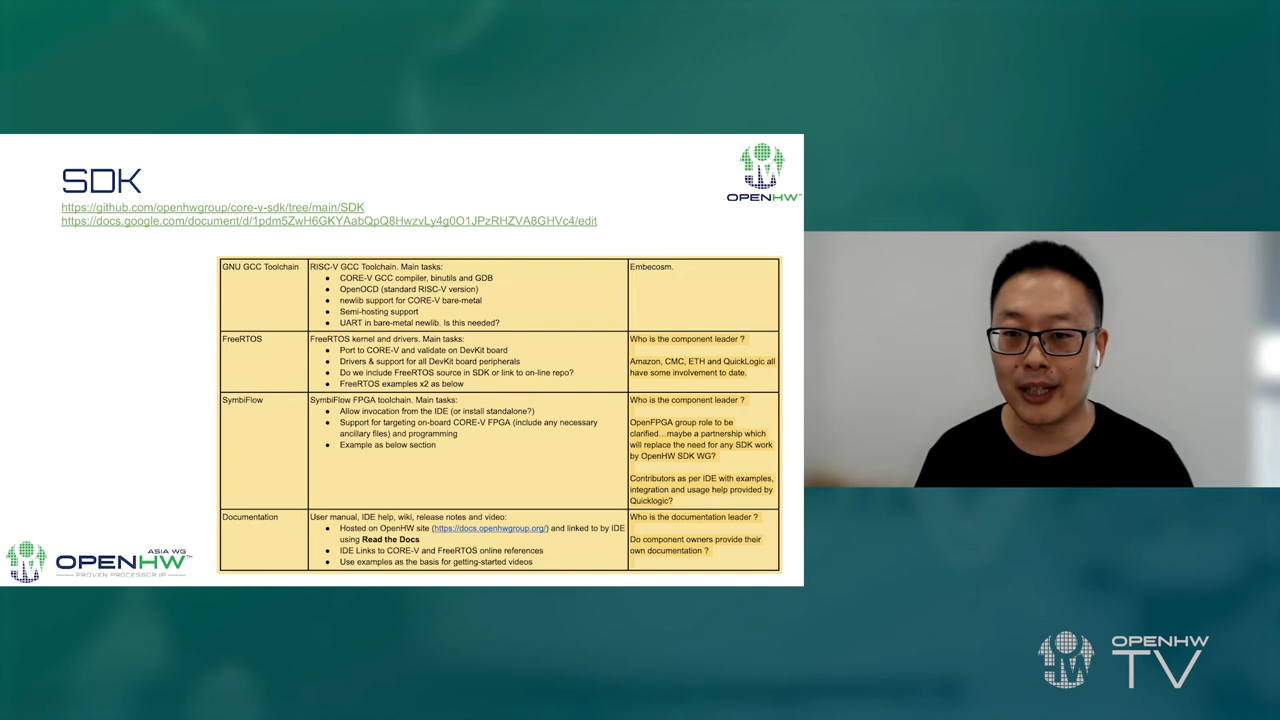 SDK
https://github.com/openhwgroup/core-v-sdk/tree/main/SDK
https://docs.google.com/document/d/1pdm5ZwH6GKYAabQpQ8HwzvLy4g0O1JPzRHZVA8GHVc4/edit
OPENHW™
GNU GCC Toolchain
RISC-V GCC Toolchain. Main tasks:
● CORE-V GCC compiler, binutils and GDB
● OpenOCD (standard RISC-V version)
● newlib support for CORE-V bare-metal
● Semi-hosting support
● UART in bare-metal newlib. Is this needed?
Embecosm.
FreeRTOS
FreeRTOS kernel and drivers. Main tasks:
● Port to CORE-V and validate on DevKit board
● Drivers & support for all DevKit board peripherals
● Do we include FreeRTOS source in SDK or link to on-line repo?
● FreeRTOS examples x2 as below
Who is the component leader ?
Amazon, CMC, ETH and QuickLogic all
have some involvement to date.
SymbiFlow
SymbiFlow FPGA toolchain. Main tasks:
● Allow invocation from the IDE (or install standalone?)
● Support for targeting on-board CORE-V FPGA (include any necessary
ancillary files) and programming
● Example as below section
Who is the component leader ?
OpenFPGA group role to be
clarified…maybe a partnership which
will replace the need for any SDK work
by OpenHW SDK WG?
Contributors as per IDE with examples,
integration and usage help provided by
Quicklogic?
Documentation
User manual, IDE help, wiki, release notes and video:
● Hosted on OpenHW site (https://docs.openhwgroup.org/) and linked to by IDE
using Read the Docs
● IDE Links to CORE-V and FreeRTOS online references
● Use examples as the basis for getting-started videos
Who is the documentation leader ?
Do component owners provide their
own documentation ?
ASIA WG
OPENHW™
PROVEN PROCESSOR IP
OPENHW
TV